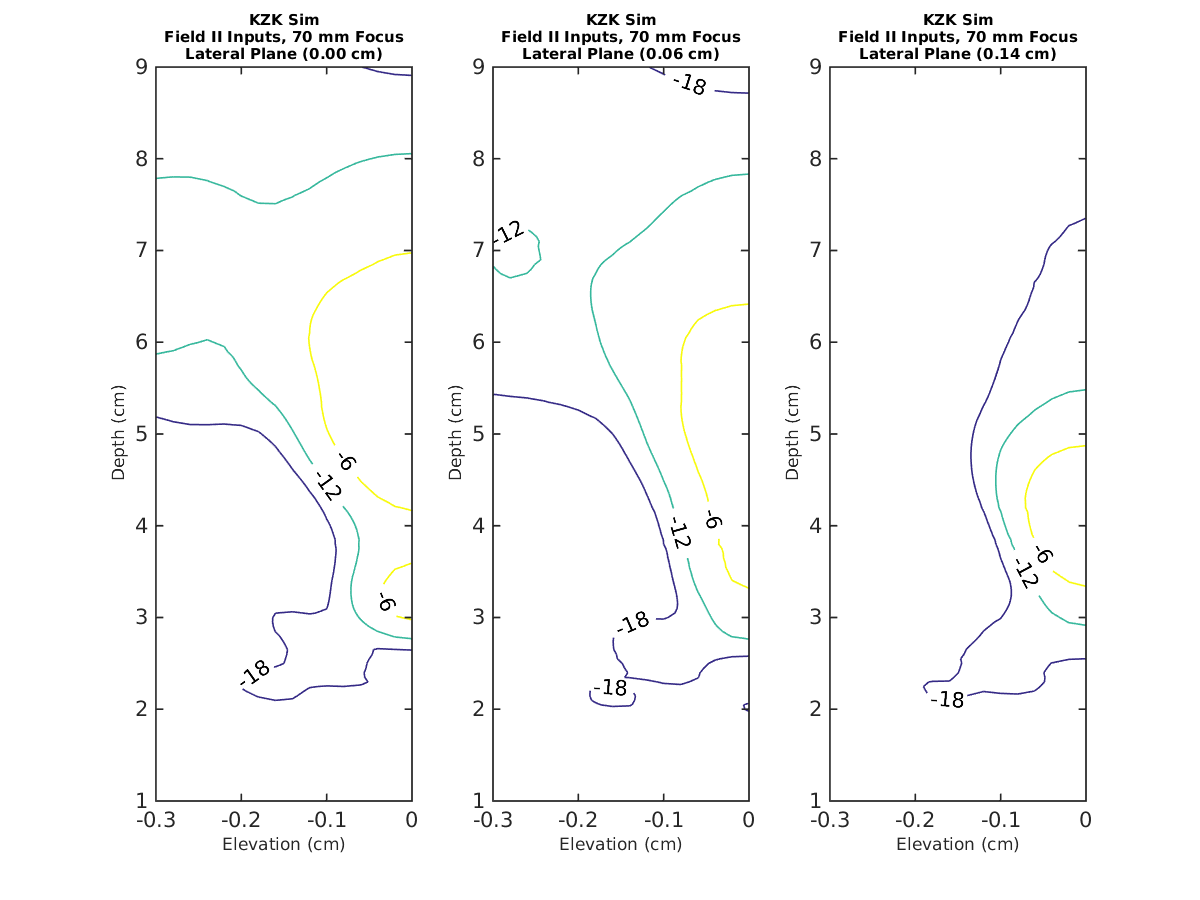 KZK Sim
Field II Inputs, 70 mm Focus
Lateral Plane (0.00 cm)
9
8
7
6
5
4
3
2
1
-0.3 -0.2 -0.1 0
Depth (cm)
Elevation (cm)
-6
-12
-6
-18
KZK Sim
Field II Inputs, 70 mm Focus
Lateral Plane (0.06 cm)
9
8
7
6
5
4
3
2
1
-0.3 -0.2 -0.1 0
Depth (cm)
Elevation (cm)
-18
-12
-6
-12
-18
-18
KZK Sim
Field II Inputs, 70 mm Focus
Lateral Plane (0.14 cm)
9
8
7
6
5
4
3
2
1
-0.3 -0.2 -0.1 0
Depth (cm)
Elevation (cm)
-6
-12
-18